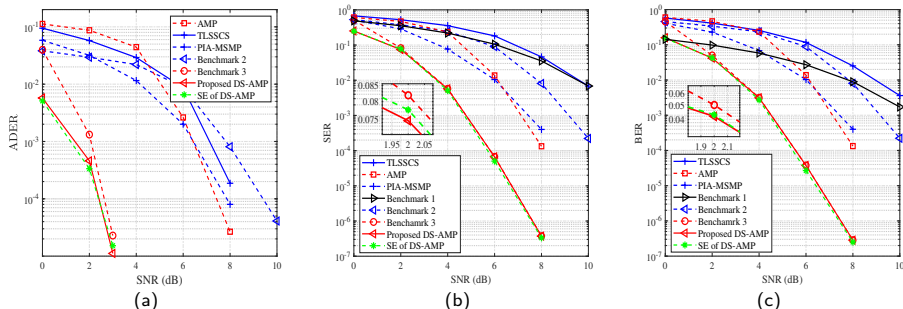 10^-1
10^-2
10^-3
10^-4
ADER
0
2
4
6
8
10
SNR (dB)
AMP
TLSSCS
PIA-MSMP
Benchmark 2
Benchmark 3
Proposed DS-AMP
SE of DS-AMP
(a)
10^0
10^-1
10^-2
10^-3
10^-4
10^-5
10^-6
10^-7
SER
0
2
4
6
8
10
SNR (dB)
0.085
0.08
0.075
1.95
2
2.05
TLSSCS
AMP
PIA-MSMP
Benchmark 1
Benchmark 2
Benchamrk 3
Proposed DS-AMP
SE of DS-AMP
(b)
10^0
10^-1
10^-2
10^-3
10^-4
10^-5
10^-6
10^-7
BER
0
2
4
6
8
10
SNR (dB)
0.06
0.05
0.04
1.9
2
2.1
TLSSCS
AMP
PIA-MSMP
Benchmark 1
Benchmark 2
Benchmark 3
Proposed DS-AMP
SE of DS-AMP
(c)